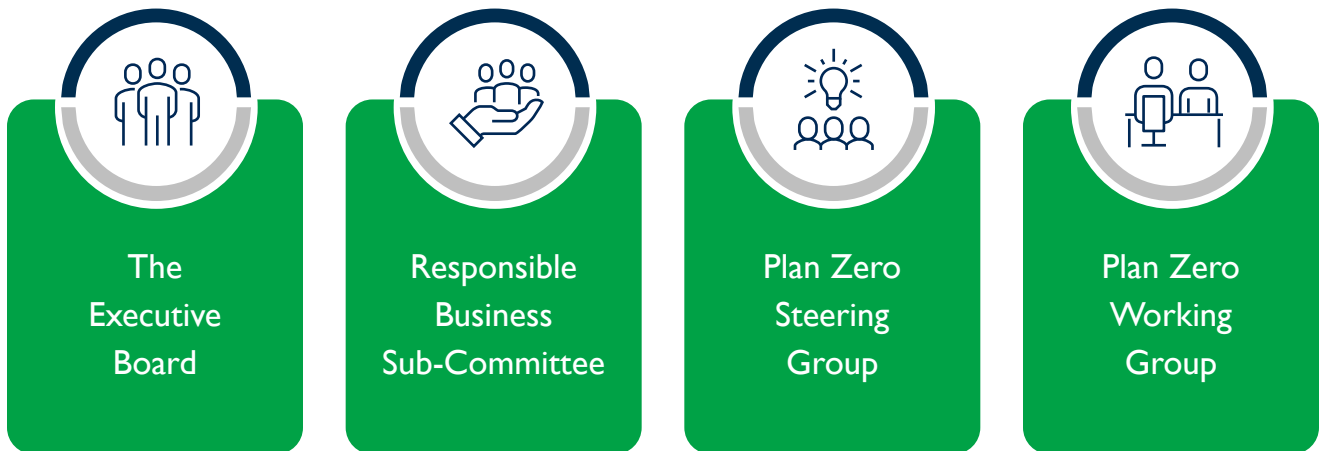 The
Executive
Board
Responsible
Business
Sub-Committee
Plan Zero
Steering
Group
Plan Zero
Working
Group